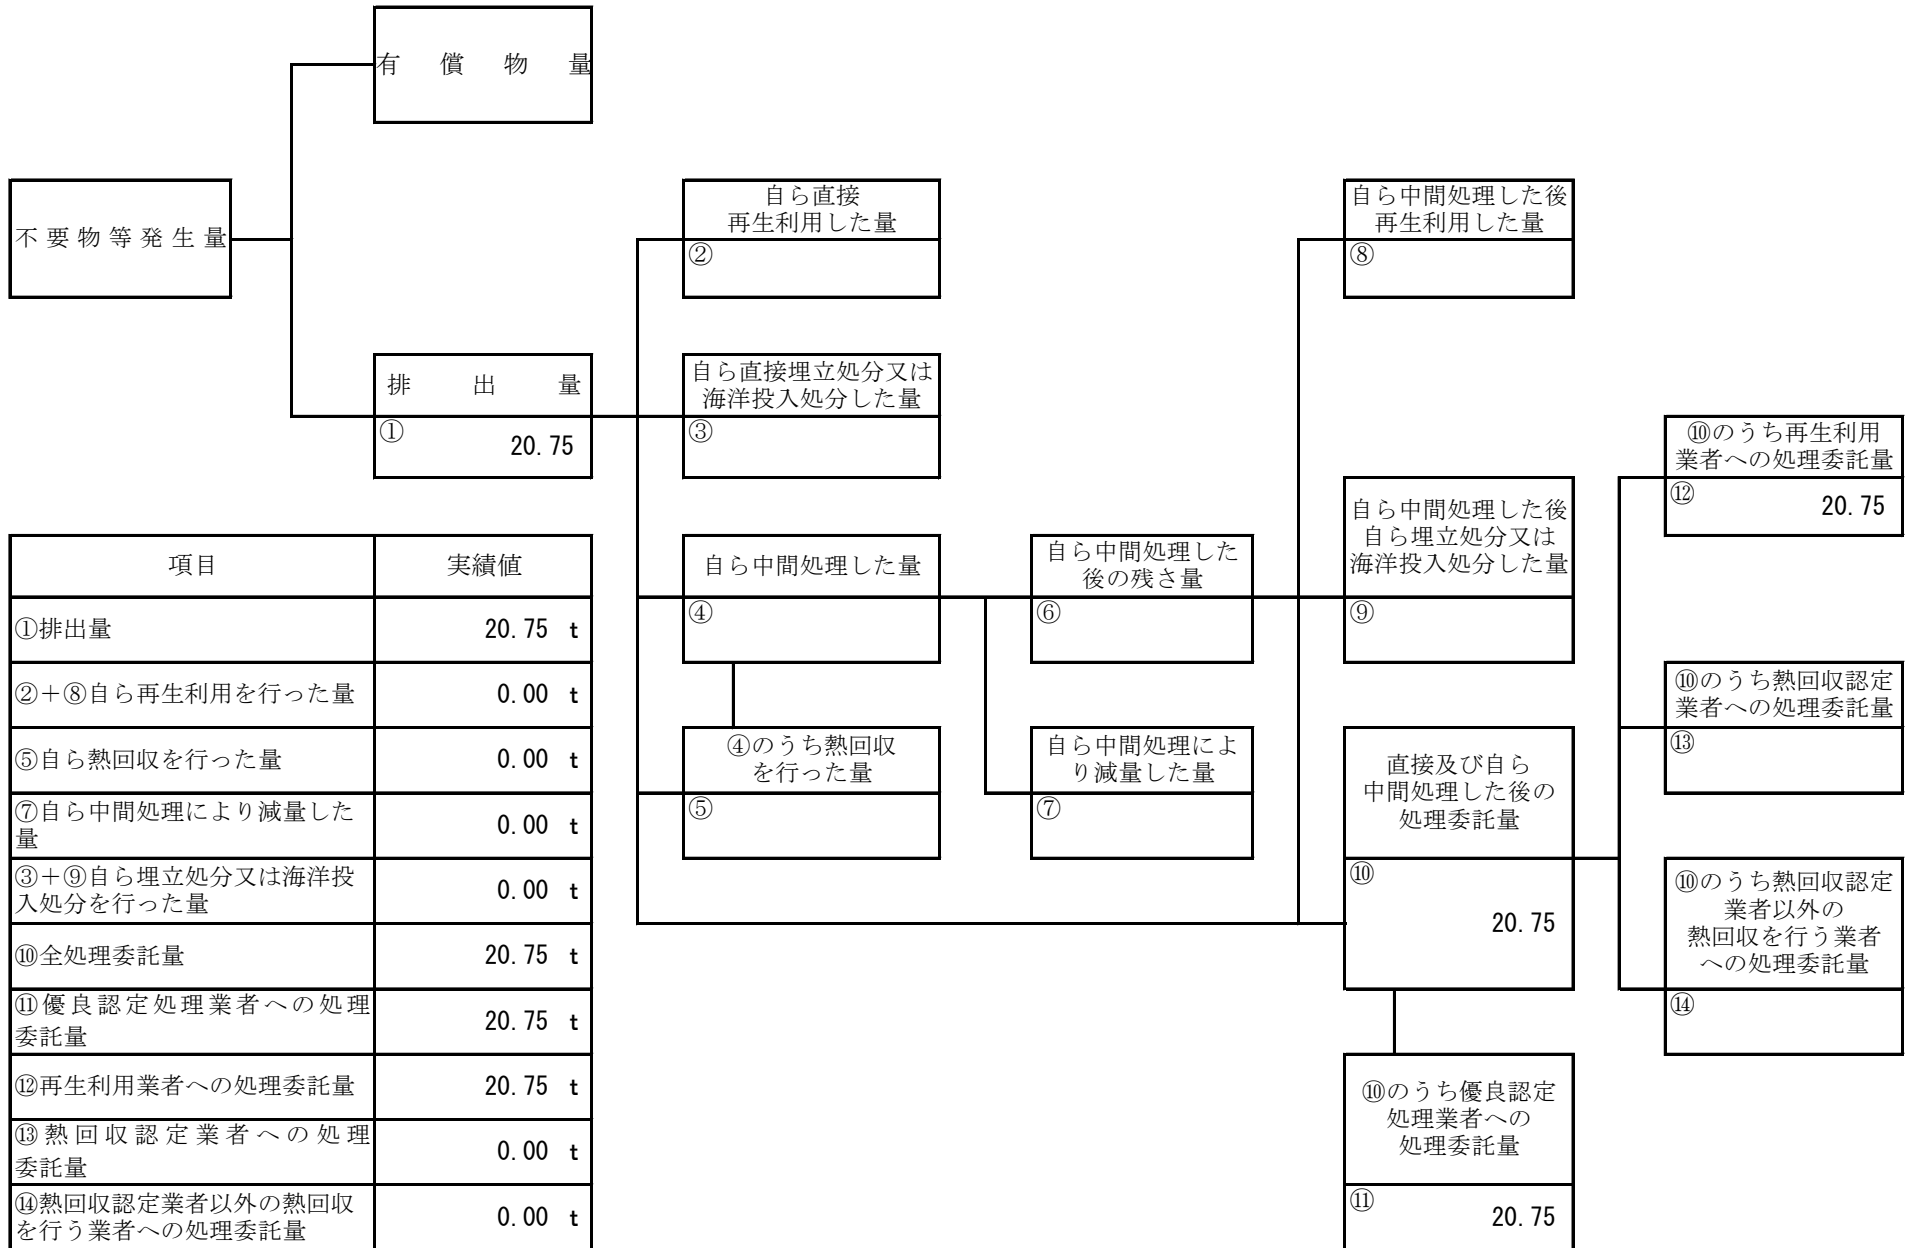 有償物量
不要物等発生量
排出量
① 20.75
自ら直接
再生利用した量
②
自ら直接埋立処分又は
海洋投入処分した量
③
自ら中間処理した量
④
④のうち熱回収
を行った量
⑤
自ら中間処理した
後の残さ量
⑥
自ら中間処理によ
り減量した量
⑦
自ら中間処理した後
再生利用した量
⑧
自ら中間処理した後
自ら埋立処分又は
海洋投入処分した量
⑨
直接及び自ら
中間処理した後の
処理委託量
⑩
20.75
⑩のうち優良認定
処理業者への
処理委託量
⑪
20.75
⑩のうち再生利用
業者への処理委託量
⑫ 20.75
⑩のうち熱回収認定
業者への処理委託量
⑬
⑩のうち熱回収認定
業者以外の
熱回収を行う業者
への処理委託量
⑭
項目 実績値
①排出量 20.75 t
②＋⑧自ら再生利用を行った量 0.00 t
⑤自ら熱回収を行った量 0.00 t
⑦自ら中間処理により減量した
量 0.00 t
③＋⑨自ら埋立処分又は海洋投
入処分を行った量 0.00 t
⑩全処理委託量 20.75 t
⑪優良認定処理業者への処理
委託量 20.75 t
⑫再生利用業者への処理委託量 20.75 t
⑬熱回収認定業者への処理
委託量 0.00 t
⑭熱回収認定業者以外の熱回収
を行う業者への処理委託量 0.00 t